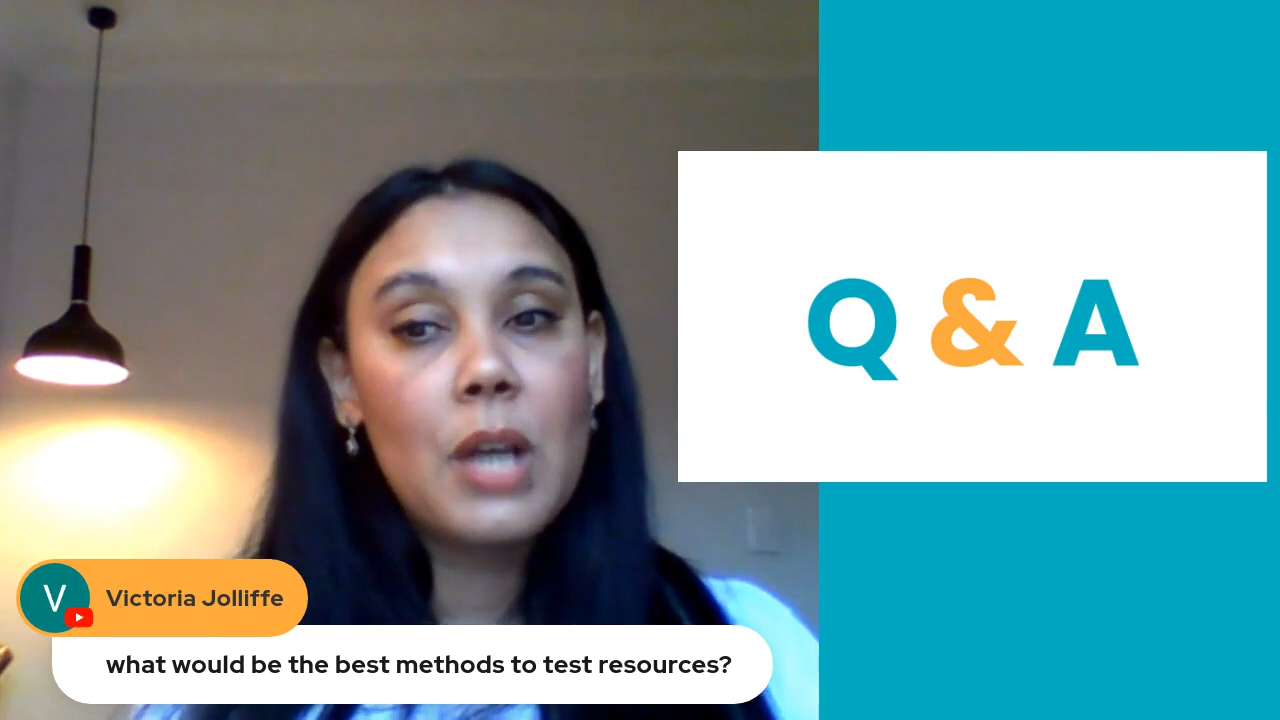 Q & A
V
Victoria Jolliffe
what would be the best methods to test resources?